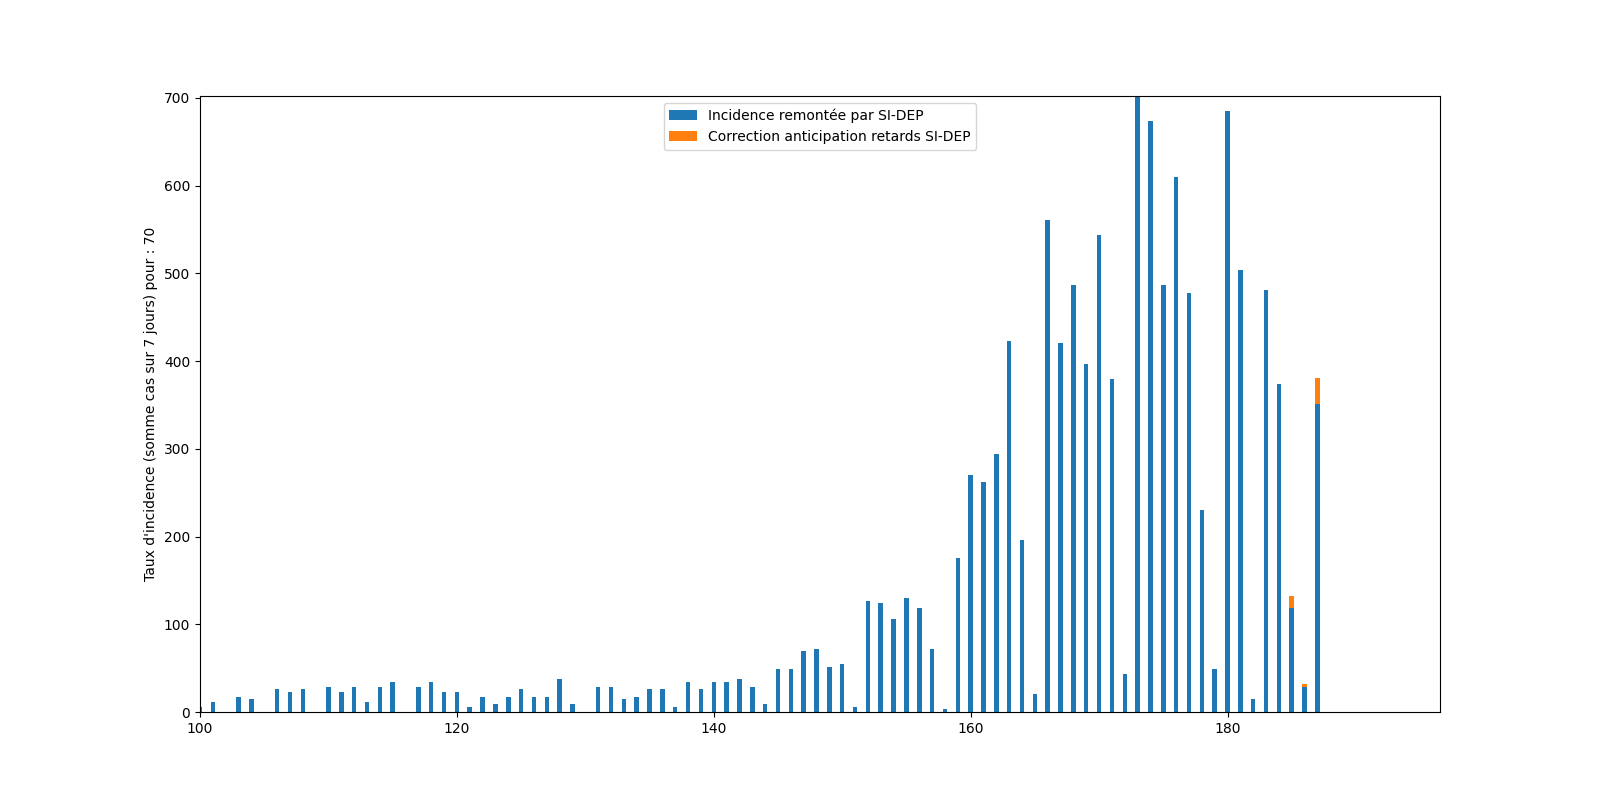 Incidence remontée par SI-DEP
Correction anticipation retards SI-DEP
Taux d'incidence (somme cas sur 7 jours) pour : 70
700
600
500
400
300
200
100
0
100 120 140 160 180